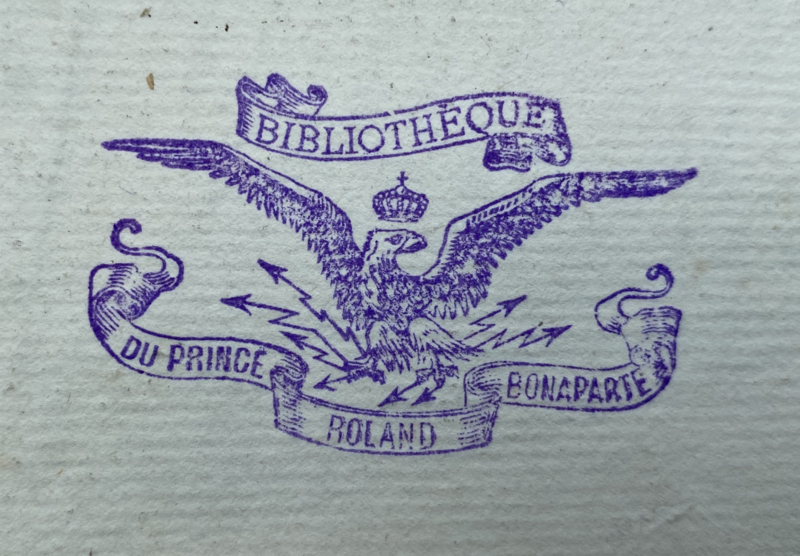 BIBLIOTHÈQUE
DU PRINCE
ROLAND
BONAPARTE